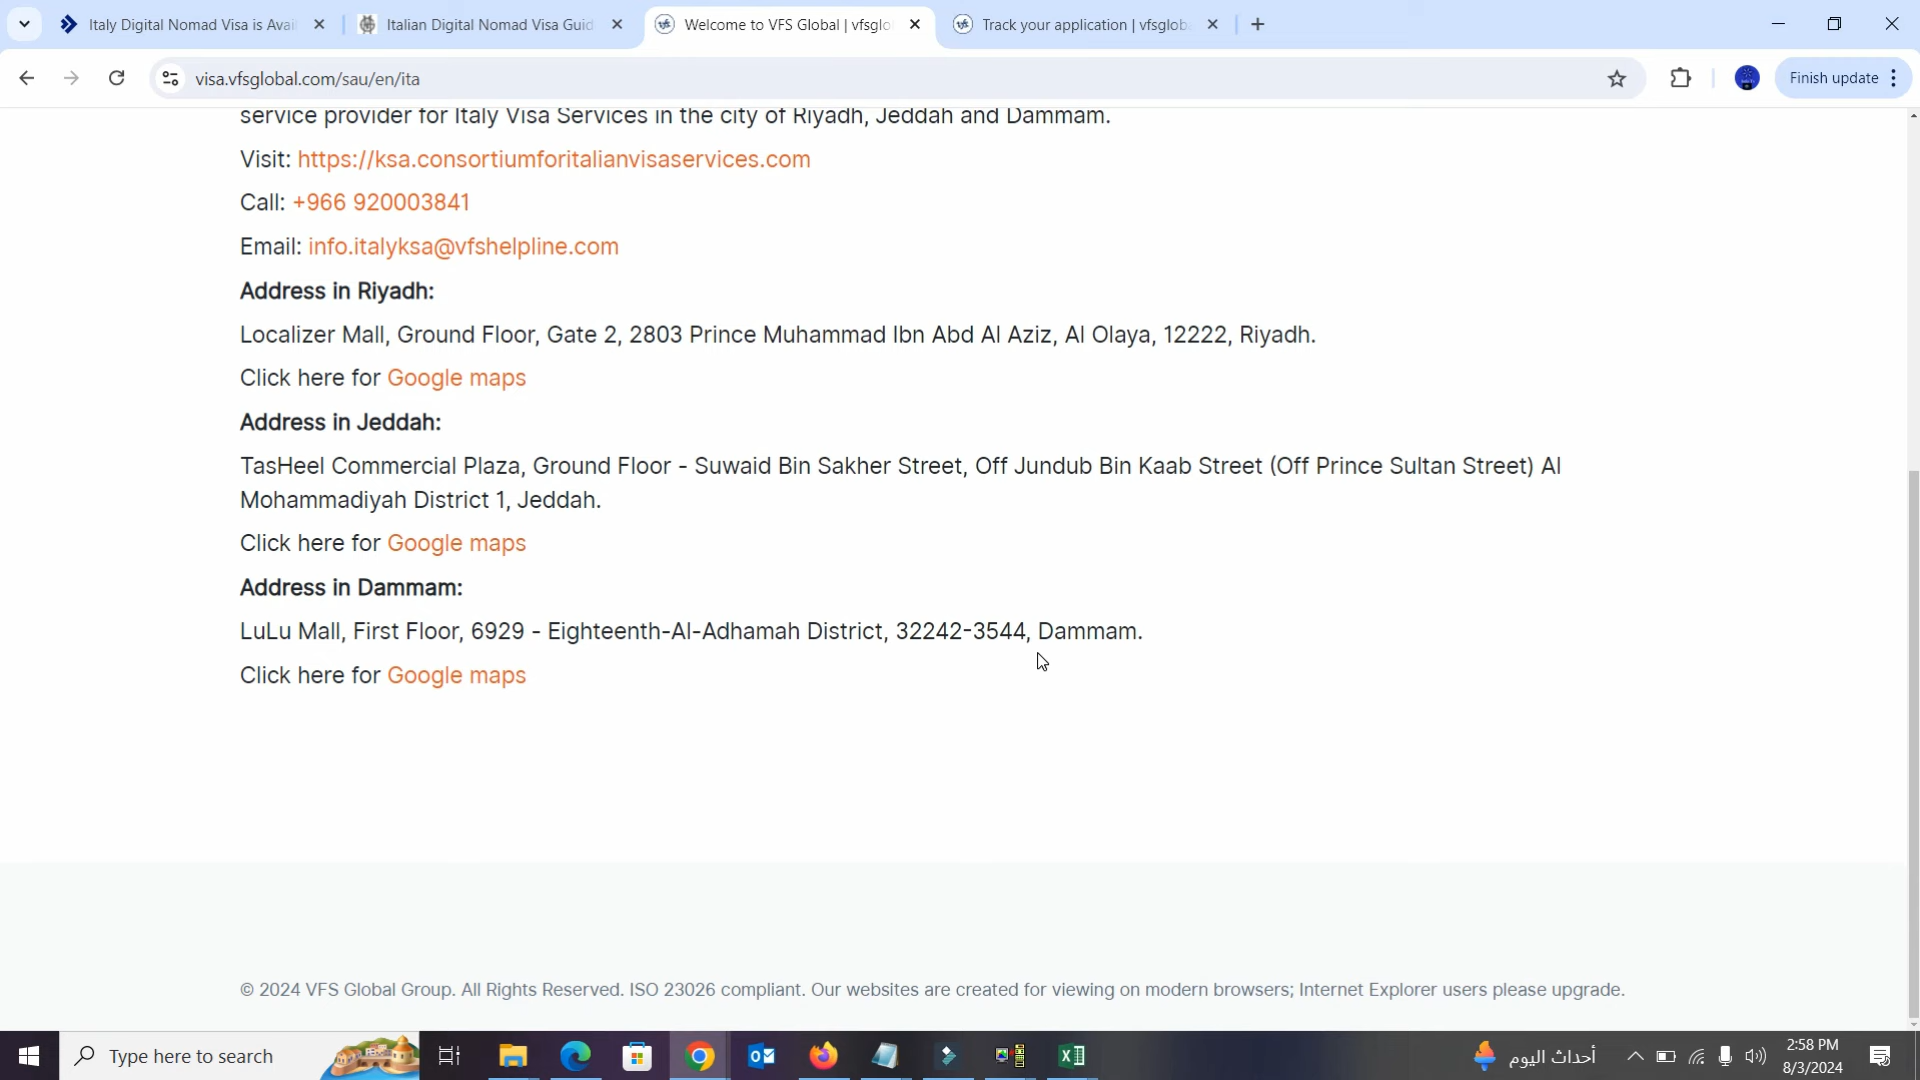 Italy Digital Nomad Visa is Avai
Italian Digital Nomad Visa Guid
Welcome to VFS Global | vfsglo
Track your application | vfsgloba
visa.vfsglobal.com/sau/en/ita
Finish update
service provider for Italy Visa Services in the city of Riyadh, Jeddah and Dammam.
Visit: https://ksa.consortiumforitalianvisaservices.com
Call: +966 920003841
Email: info.italyksa@vfshelpline.com
Address in Riyadh:
Localizer Mall, Ground Floor, Gate 2, 2803 Prince Muhammad Ibn Abd Al Aziz, Al Olaya, 12222, Riyadh.
Click here for Google maps
Address in Jeddah:
TasHeel Commercial Plaza, Ground Floor - Suwaid Bin Sakher Street, Off Jundub Bin Kaab Street (Off Prince Sultan Street) Al
Mohammadiyah District 1, Jeddah.
Click here for Google maps
Address in Dammam:
LuLu Mall, First Floor, 6929 - Eighteenth-Al-Adhamah District, 32242-3544, Dammam.
Click here for Google maps
© 2024 VFS Global Group. All Rights Reserved. ISO 23026 compliant. Our websites are created for viewing on modern browsers; Internet Explorer users please upgrade.
Type here to search
أحداث اليوم
2:58 PM
8/3/2024